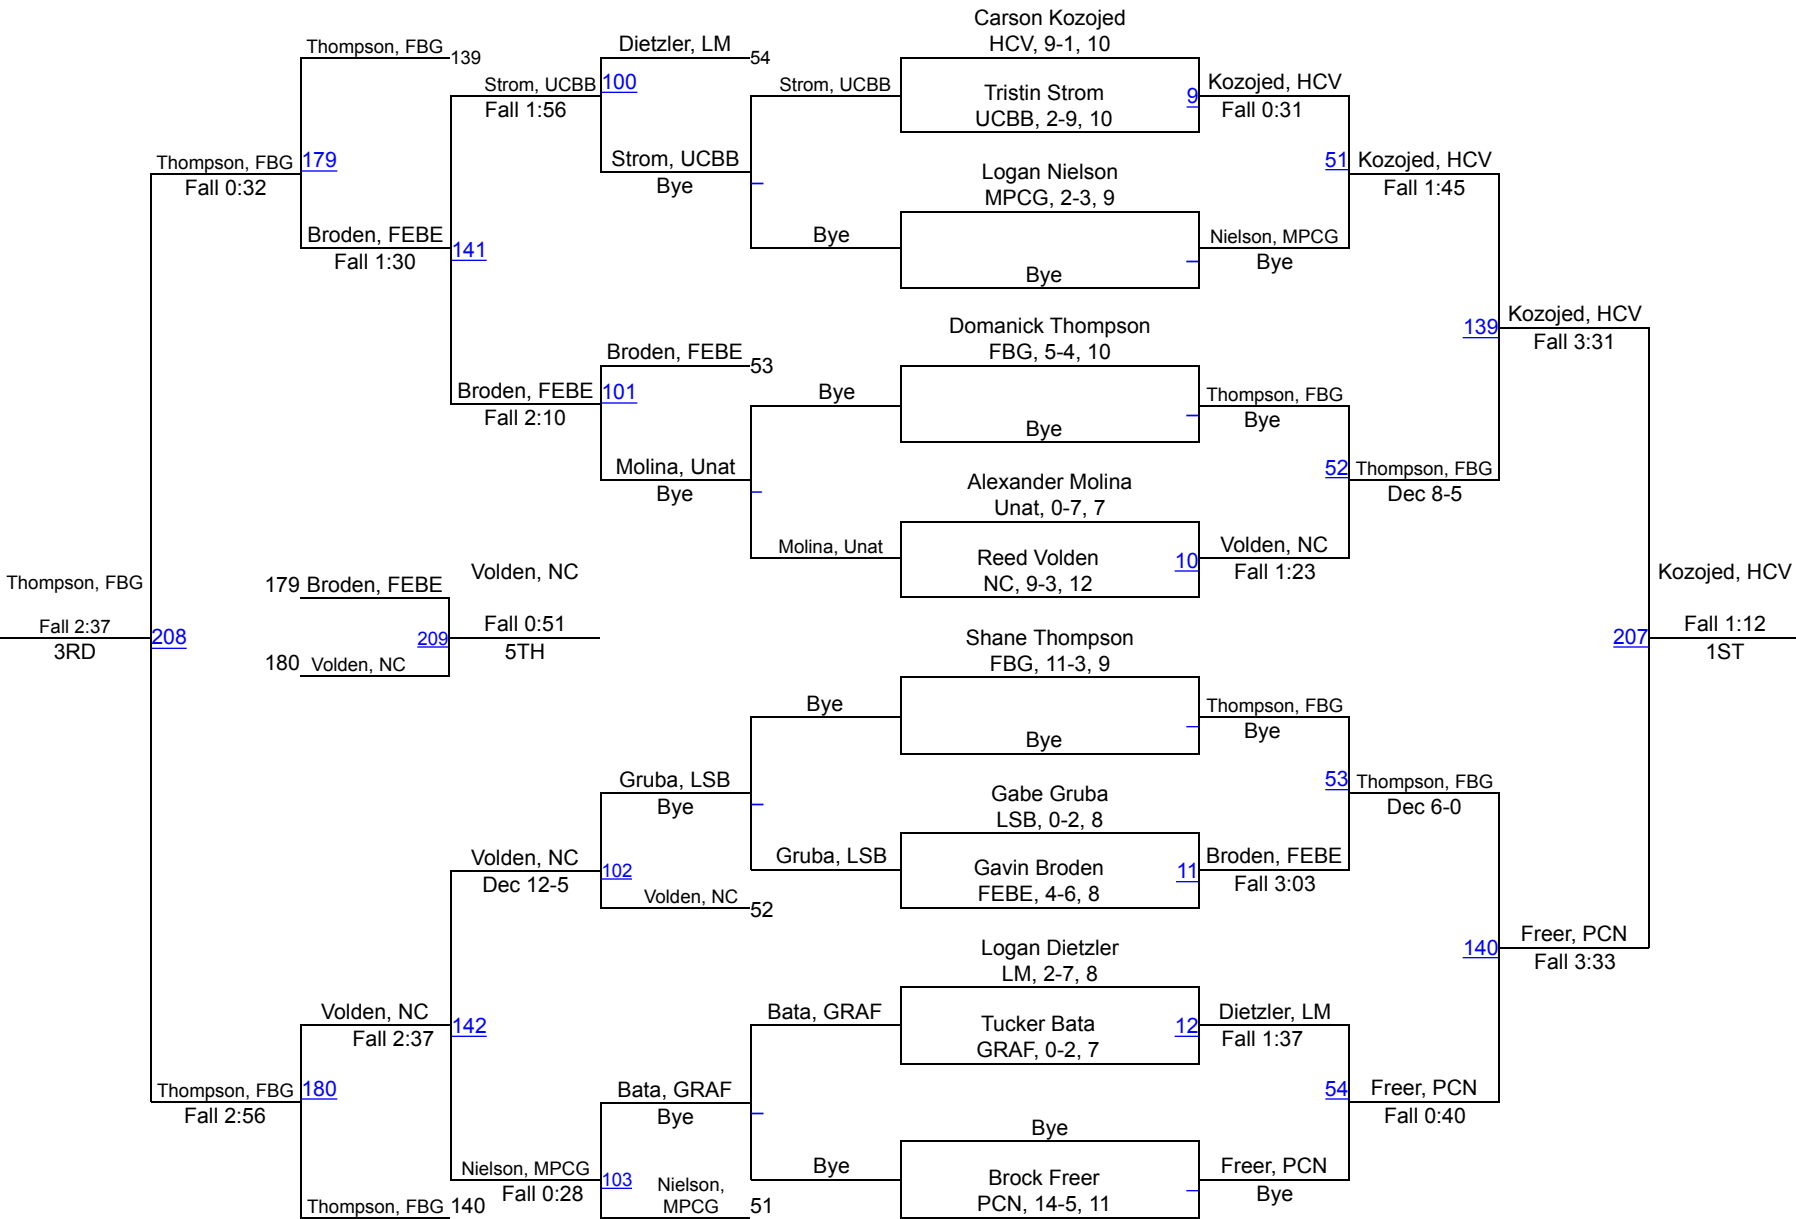 Carson Kozojed
HCV, 9-1, 10
Thompson, FBG
139
Dietzler, LM
54
Strom, UCBB
100
Fall 1:56
Strom, UCBB
Tristin Strom
UCBB, 2-9, 10
9
Kozojed, HCV
Fall 0:31
Thompson, FBG
179
Fall 0:32
Strom, UCBB
Bye
Logan Nielson
MPCG, 2-3, 9
51
Kozojed, HCV
Fall 1:45
Broden, FEBE
Fall 1:30
141
Bye
Bye
Nielson, MPCG
Bye
Domanick Thompson
FBG, 5-4, 10
139
Kozojed, HCV
Fall 3:31
Broden, FEBE
53
Broden, FEBE
101
Fall 2:10
Bye
Bye
Thompson, FBG
Bye
Molina, Unat
Bye
Alexander Molina
Unat, 0-7, 7
52
Thompson, FBG
Dec 8-5
Molina, Unat
Reed Volden
NC, 9-3, 12
10
Volden, NC
Fall 1:23
Thompson, FBG
Fall 2:37
3RD
208
179 Broden, FEBE
180 Volden, NC
209
Volden, NC
Fall 0:51
5TH
Kozojed, HCV
207
Fall 1:12
1ST
Shane Thompson
FBG, 11-3, 9
Bye
Bye
Thompson, FBG
Bye
Gruba, LSB
Bye
Gabe Gruba
LSB, 0-2, 8
53
Thompson, FBG
Dec 6-0
Volden, NC
Dec 12-5
102
Gruba, LSB
Gavin Broden
FEBE, 4-6, 8
11
Broden, FEBE
Fall 3:03
Volden, NC
52
Logan Dietzler
LM, 2-7, 8
140
Freer, PCN
Fall 3:33
Volden, NC
Fall 2:37
142
Bata, GRAF
Tucker Bata
GRAF, 0-2, 7
12
Dietzler, LM
Fall 1:37
Thompson, FBG
180
Fall 2:56
Bata, GRAF
Bye
Bye
54
Freer, PCN
Fall 0:40
Nielson, MPCG
Fall 0:28
103
Bye
Brock Freer
PCN, 14-5, 11
Freer, PCN
Bye
Thompson, FBG
140
Nielson,
MPCG
51